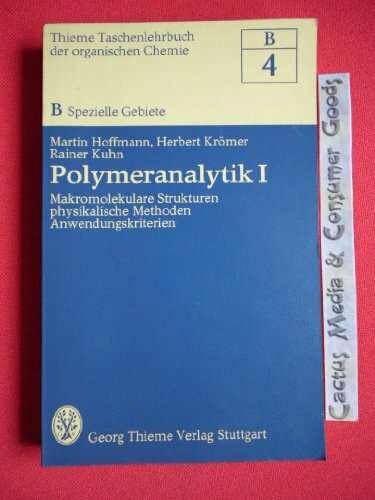 Thieme Taschenlehrbuch
der organischen Chemie
B
4
B Spezielle Gebiete
Martin Hoffmann, Herbert Krömer
Rainer Kuhn
Polymeranalytik I
Makromolekulare Strukturen
physikalische Methoden
Anwendungskriterien
Georg Thieme Verlag Stuttgart
Cactus Media & Consumer Goods